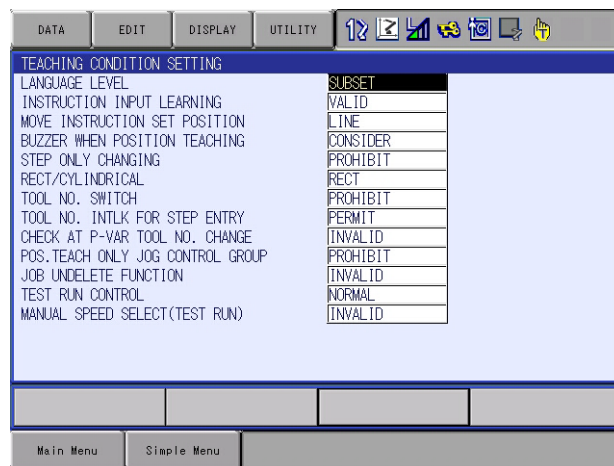 DATA EDIT DISPLAY UTILITY 12
TEACHING CONDITION SETTING
LANGUAGE LEVEL SUBSET
INSTRUCTION INPUT LEARNING VALID
MOVE INSTRUCTION SET POSITION LINE
BUZZER WHEN POSITION TEACHING CONSIDER
STEP ONLY CHANGING PROHIBIT
RECT/CYLINDRICAL RECT
TOOL NO. SWITCH PROHIBIT
TOOL NO. INTLK FOR STEP ENTRY PERMIT
CHECK AT P-VAR TOOL NO. CHANGE INVALID
POS.TEACH ONLY JOG CONTROL GROUP PROHIBIT
JOB UNDELETE FUNCTION INVALID
TEST RUN CONTROL NORMAL
MANUAL SPEED SELECT(TEST RUN) INVALID
Main Menu Simple Menu